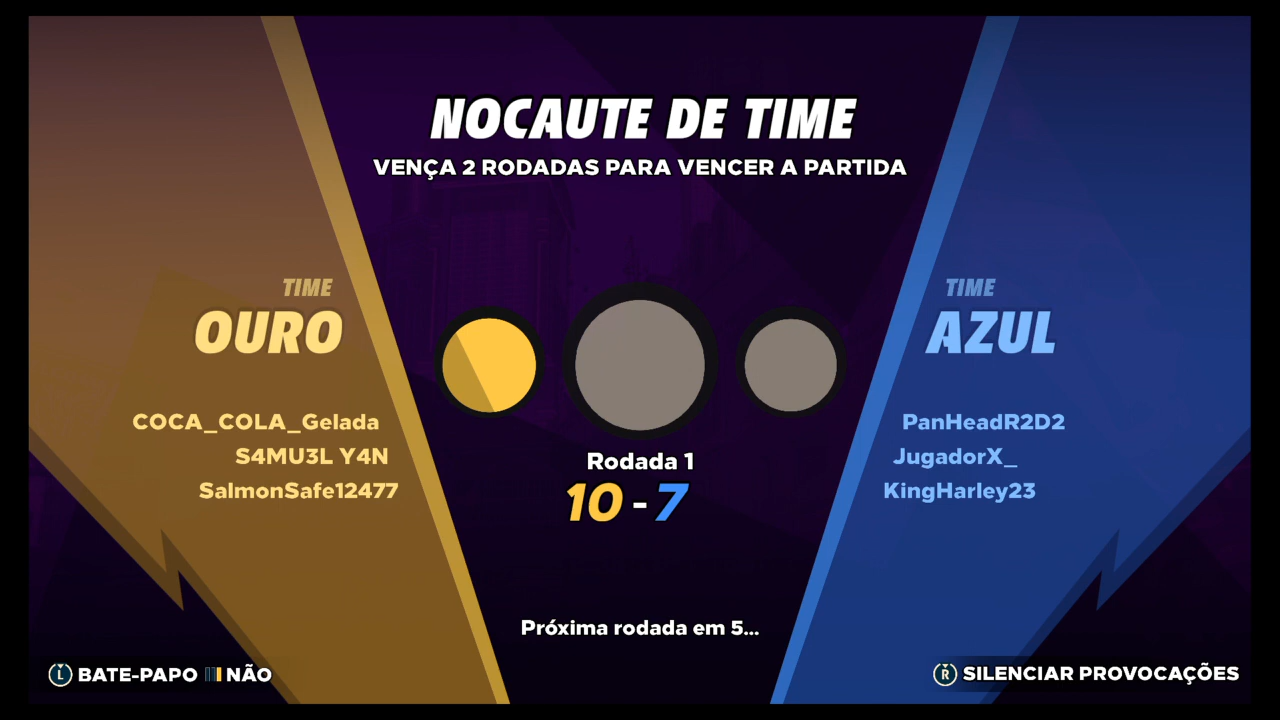 NOCAUTE DE TIME
VENÇA 2 RODADAS PARA VENCER A PARTIDA
TIME
OURO
COCA_COLA_Gelada
S4MU3L Y4N
SalmonSafe12477
TIME
AZUL
PanHeadR2D2
JugadorX_
KingHarley23
Rodada 1
10 - 7
Próxima rodada em 5...
L BATE-PAPO NÃO
R SILENCIAR PROVOCAÇÕES